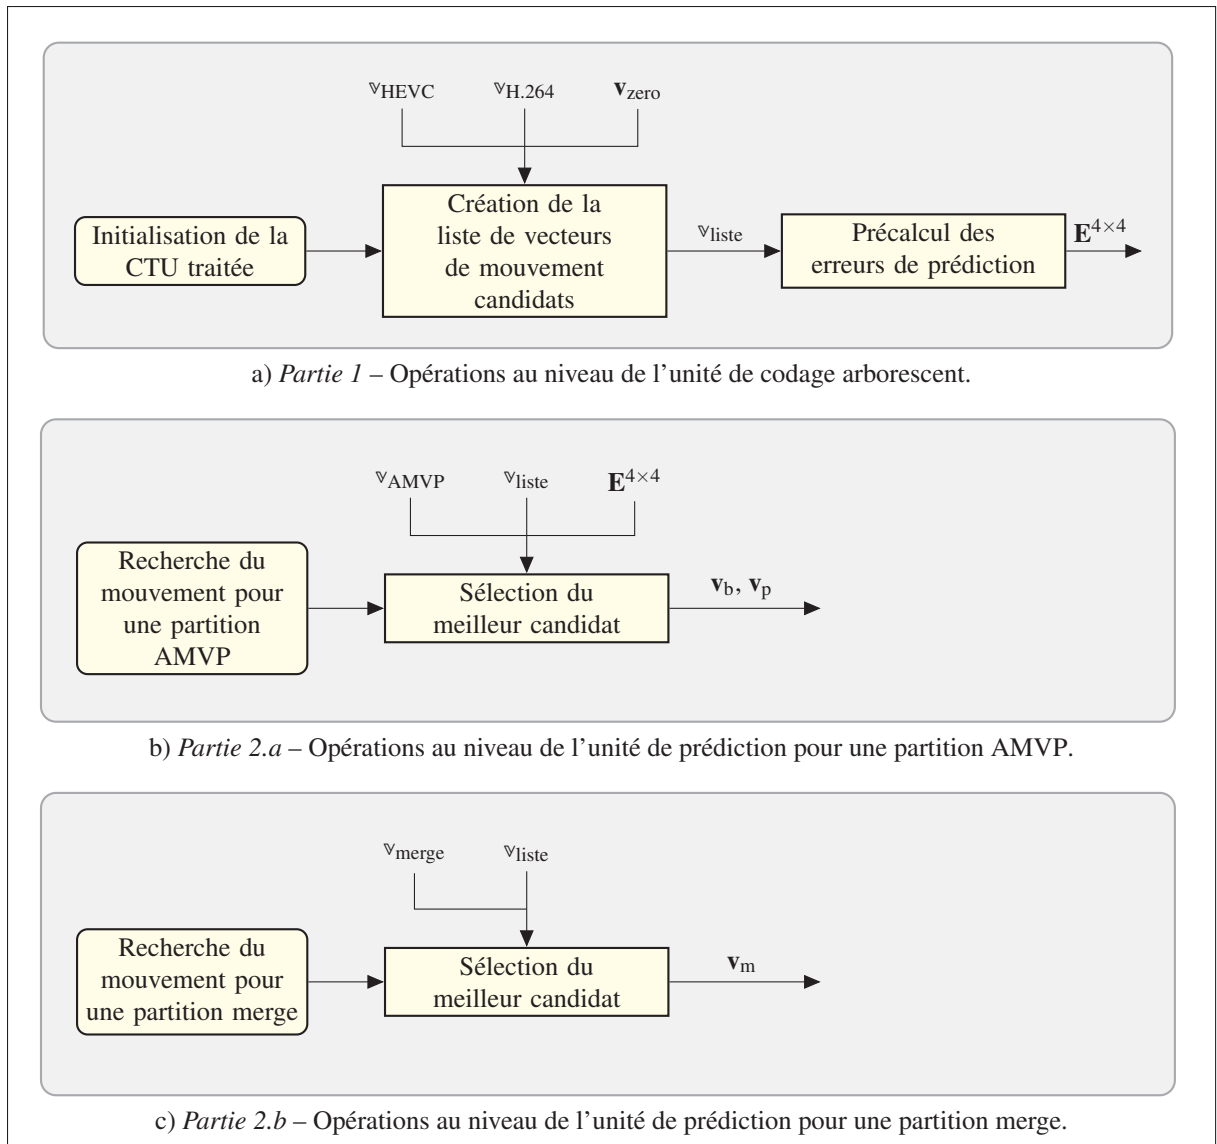 𝕍HEVC 𝕍H.264 vzero
Initialisation de la
CTU traitée
Création de la
liste de vecteurs
de mouvement
candidats
𝕍liste
Précalcul des
erreurs de prédiction
E4×4
a) Partie 1 – Opérations au niveau de l’unité de codage arborescent.
𝕍AMVP 𝕍liste E4×4
Recherche du
mouvement pour
une partition
AMVP
Sélection du
meilleur candidat
vb, vp
b) Partie 2.a – Opérations au niveau de l’unité de prédiction pour une partition AMVP.
𝕍merge 𝕍liste
Recherche du
mouvement pour
une partition merge
Sélection du
meilleur candidat
vm
c) Partie 2.b – Opérations au niveau de l’unité de prédiction pour une partition merge.